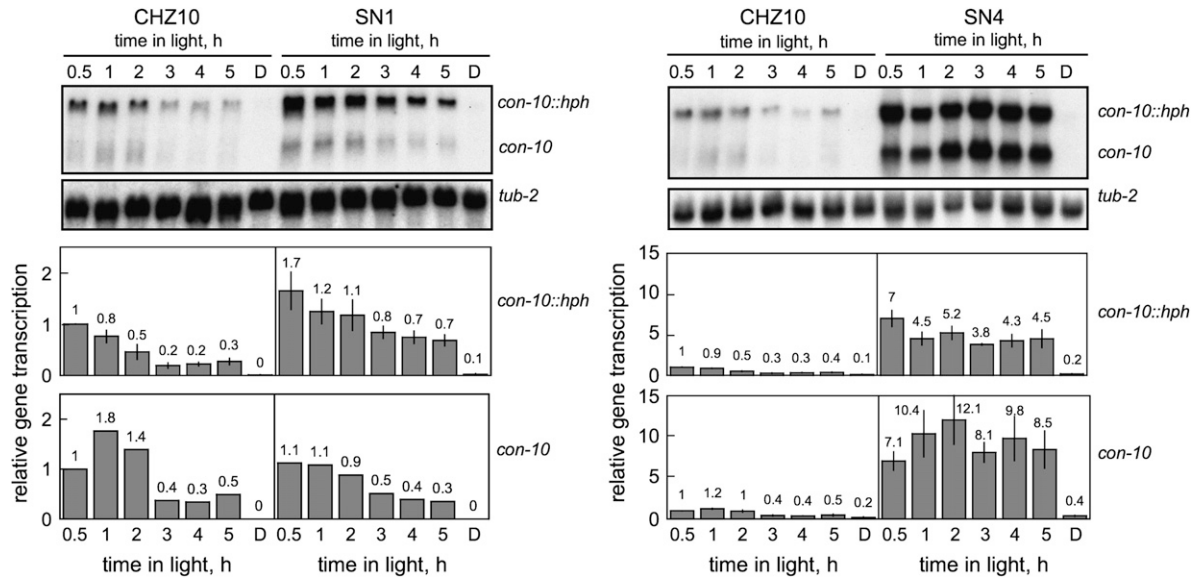 CHZ10 SN1
time in light, h time in light, h
0.5 1 2 3 4 5 D 0.5 1 2 3 4 5 D
con-10::hph
con-10
tub-2
relative gene transcription
2
1
0
1 0.8 0.5 0.2 0.2 0.3 0
1.7 1.2 1.1 0.8 0.7 0.7 0.1
con-10::hph
relative gene transcription
2
1
0
1 1.8 1.4 0.4 0.3 0.5 0
1.1 1.1 0.9 0.5 0.4 0.3 0
con-10
0.5 1 2 3 4 5 D 0.5 1 2 3 4 5 D
time in light, h time in light, h
CHZ10 SN4
time in light, h time in light, h
0.5 1 2 3 4 5 D 0.5 1 2 3 4 5 D
con-10::hph
con-10
tub-2
relative gene transcription
15
10
5
0
1 0.9 0.5 0.3 0.3 0.4 0.1
7 4.5 5.2 3.8 4.3 4.5 0.2
con-10::hph
relative gene transcription
15
10
5
0
1 1.2 1 0.4 0.4 0.5 0.2
7.1 10.4 12.1 8.1 9.8 8.5 0.4
con-10
0.5 1 2 3 4 5 D 0.5 1 2 3 4 5 D
time in light, h time in light, h